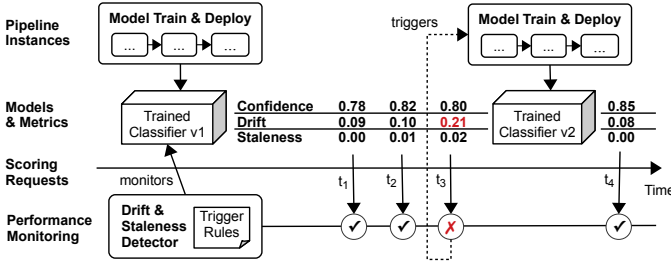 Pipeline
Instances
Model Train & Deploy
... ... ...
triggers
Model Train & Deploy
... ... ...
Models
& Metrics
Trained
Classifier v1
Confidence 0.78 0.82 0.80
Drift 0.09 0.10 0.21
Staleness 0.00 0.01 0.02
Trained
Classifier v2
0.85
0.08
0.00
Scoring
Requests
monitors
t1 t2 t3 t4
Time
Performance
Monitoring
Drift &
Staleness
Detector
Trigger
Rules
✓ ✓ ✗ ✓